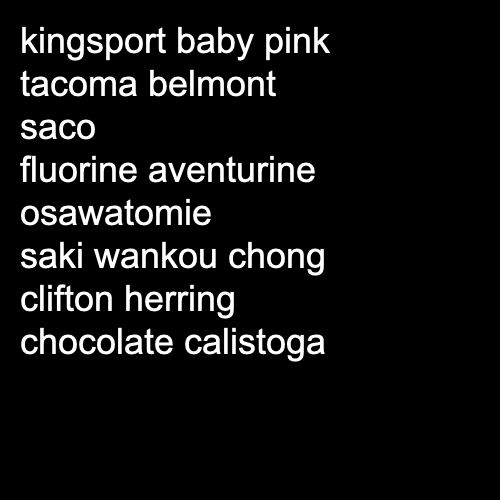 kingsport baby pink
tacoma belmont
saco
fluorine aventurine
osawatomie
saki wankou chong
clifton herring
chocolate calistoga